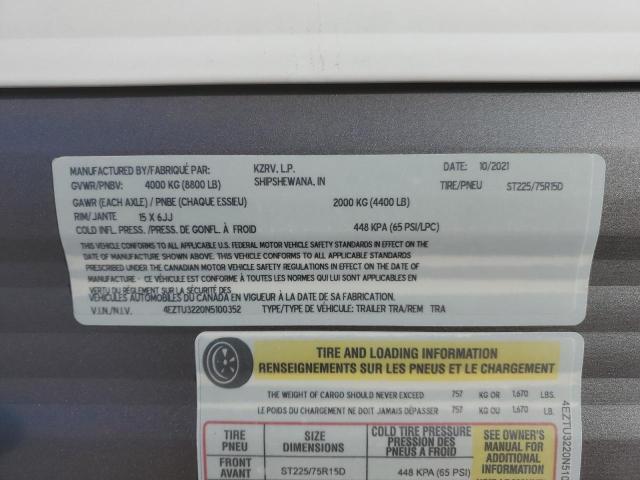 MANUFACTURED BY/FABRIQUÉ PAR: KZRV, L.P. DATE: 10/2021
GVWR/PNBV: 4000 KG (8800 LB) SHIPSHEWANA, IN TIRE/PNEU ST225/75R15D
GAWR (EACH AXLE) / PNBE (CHAQUE ESSIEU) 2000 KG (4400 LB)
RIM/JANTE 15 X 6JJ
COLD INFL. PRESS./PRESS. DE GONFL. À FROID 448 KPA (65 PSI/LPC)
THIS VEHICLE CONFORMS TO ALL APPLICABLE U.S. FEDERAL MOTOR VEHICLE SAFETY STANDARDS IN EFFECT ON THE
DATE OF MANUFACTURE SHOWN ABOVE. THIS VEHICLE CONFORMS TO ALL APPLICABLE STANDARDS
PRESCRIBED UNDER THE CANADIAN MOTOR VEHICLE SAFETY REGULATIONS IN EFFECT ON THE DATE OF
MANUFACTURE - CE VÉHICULE EST CONFORME À TOUTES LES NORMES QUI LUI SONT APPLICABLES EN
VERTU DU RÈGLEMENT SUR LA SÉCURITÉ DES
VÉHICULES AUTOMOBILES DU CANADA EN VIGUEUR À LA DATE DE SA FABRICATION.
V.I.N./N.I.V. 4EZTU3220N5100352 TYPE/TYPE DE VÉHICULE: TRAILER TRA/REM TRA
TIRE AND LOADING INFORMATION
RENSEIGNEMENTS SUR LES PNEUS ET LE CHARGEMENT
THE WEIGHT OF CARGO SHOULD NEVER EXCEED 757 KG OR 1,670 LBS.
LE POIDS DU CHARGEMENT NE DOIT JAMAIS DÉPASSER 757 KG OU 1,670 LB.
TIRE PNEU
SIZE DIMENSIONS
COLD TIRE PRESSURE
PRESSION DES
PNEUS À FROID
SEE OWNER'S
MANUAL FOR
ADDITIONAL
INFORMATION
FRONT
AVANT
ST225/75R15D
448 KPA (65 PSI)
4EZTU3220N510